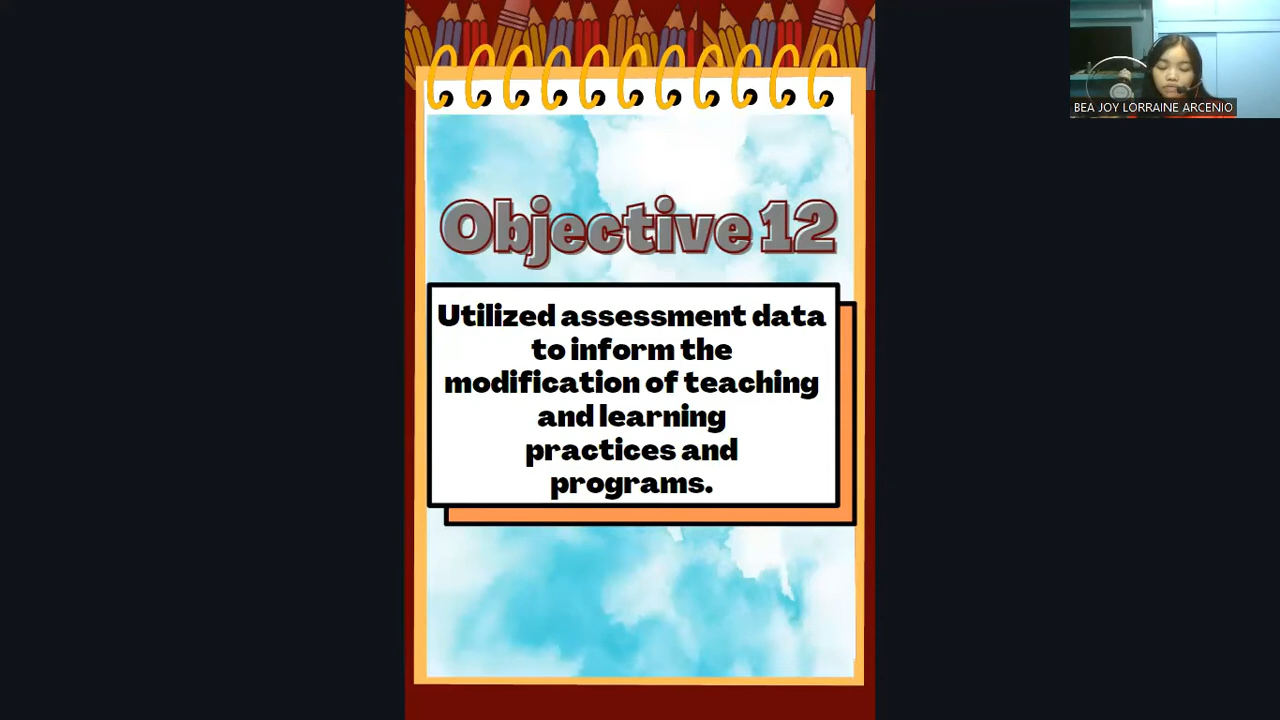 BEA JOY LORRAINE ARCENIO
Objective 12
Utilized assessment data
to inform the
modification of teaching
and learning
practices and
programs.